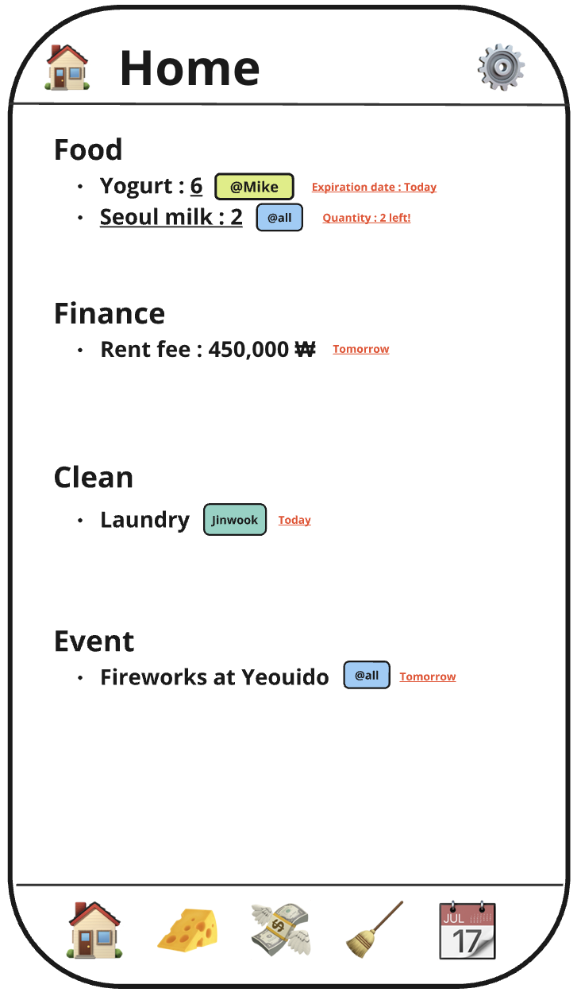 Home
Food
• Yogurt : 6 @Mike Expiration date : Today
• Seoul milk : 2 @all Quantity : 2 left!
Finance
• Rent fee : 450,000 ₩ Tomorrow
Clean
• Laundry Jinwook Today
Event
• Fireworks at Yeouido @all Tomorrow
JUL
17